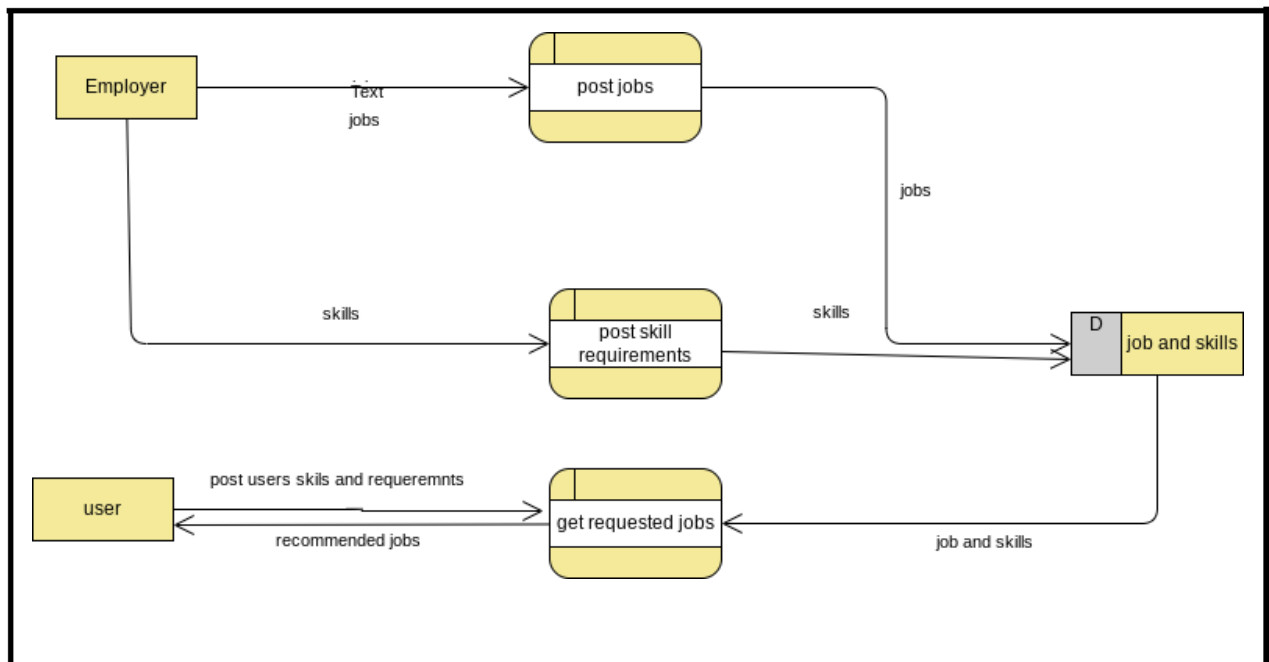 Employer
Text
jobs
post jobs
jobs
skills
post skill
requirements
skills
D
job and skills
user
post users skils and requeremnts
recommended jobs
get requested jobs
job and skills